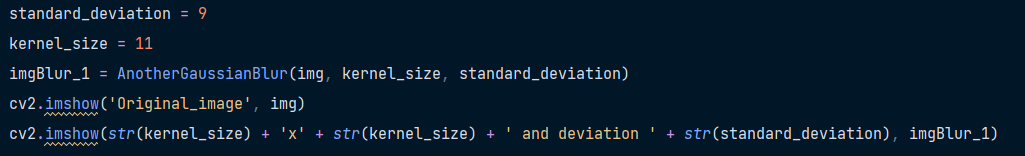 standard_deviation = 9
kernel_size = 11
imgBlur_1 = AnotherGaussianBlur(img, kernel_size, standard_deviation)
cv2.imshow('Original_image', img)
cv2.imshow(str(kernel_size) + 'x' + str(kernel_size) + ' and deviation ' + str(standard_deviation), imgBlur_1)